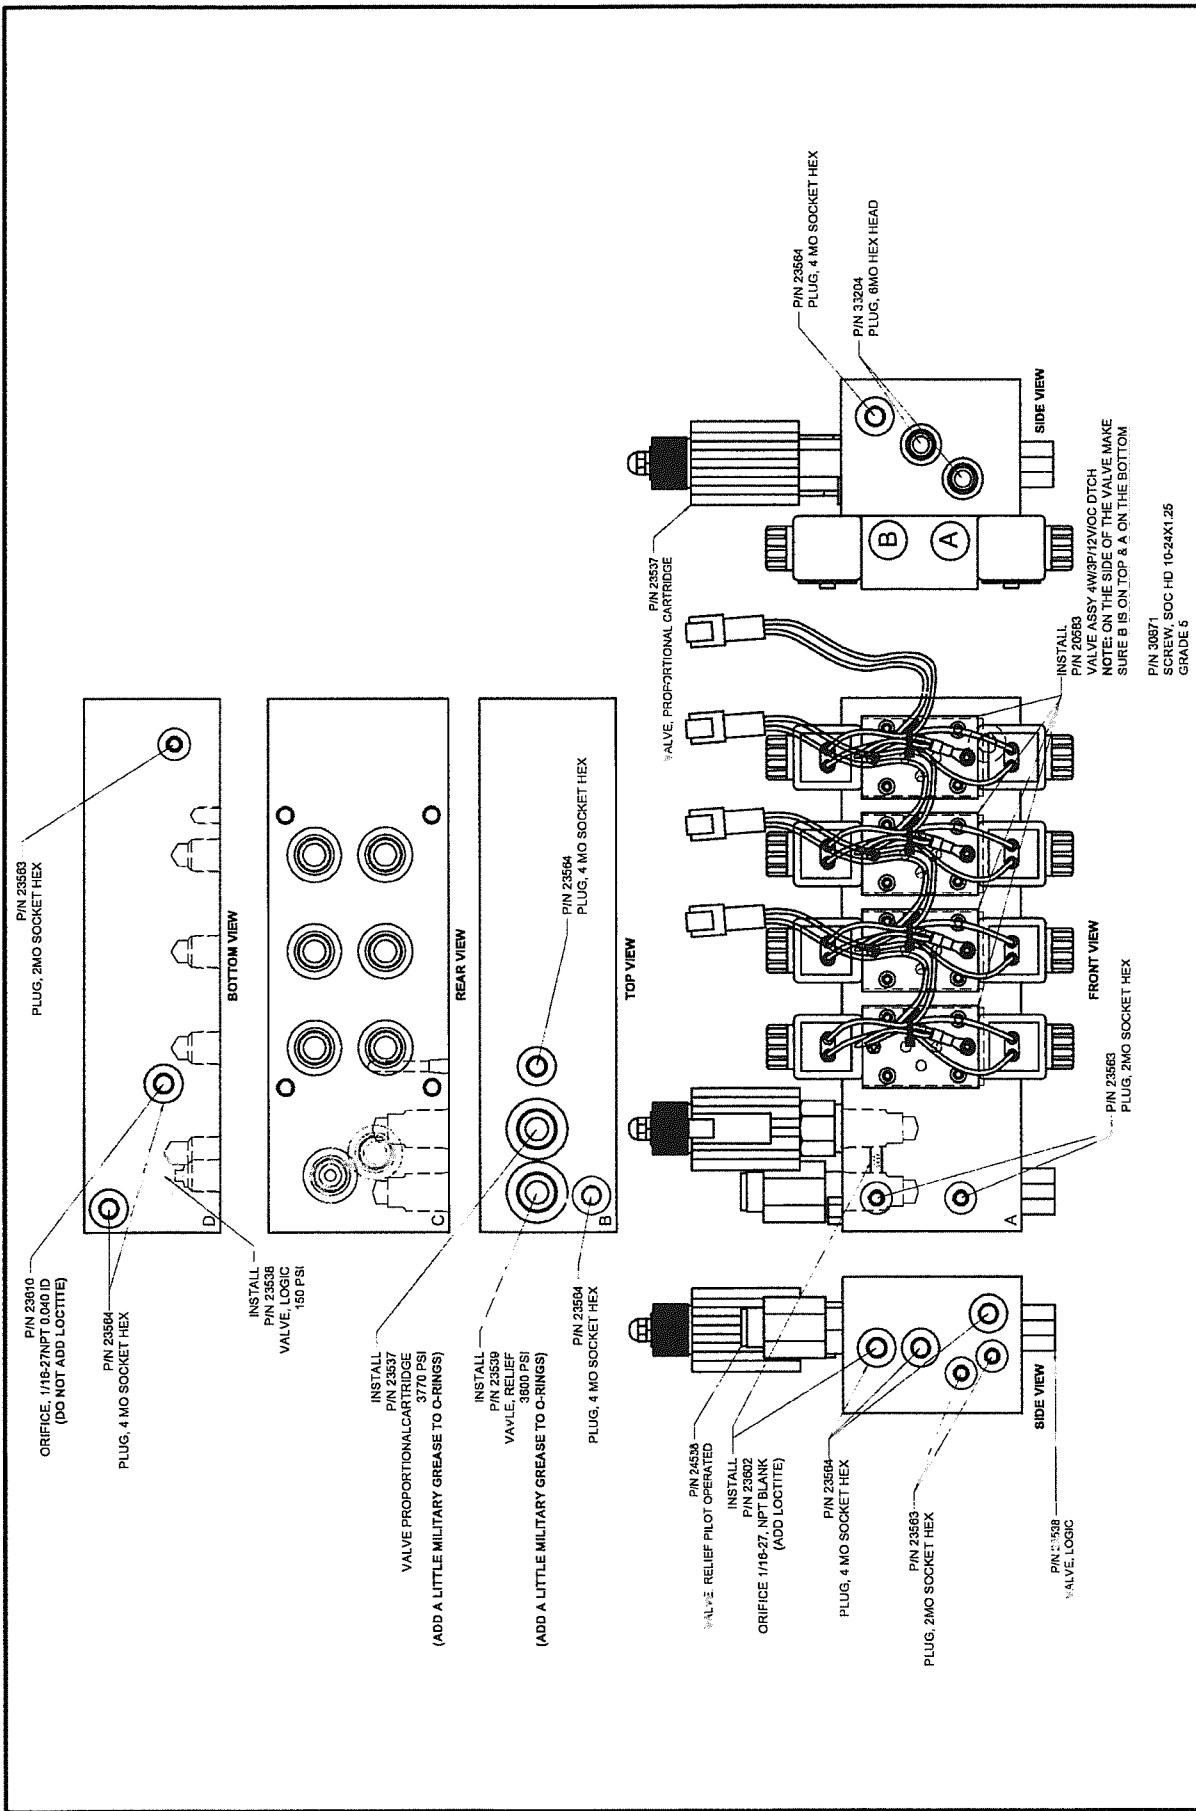 P/N 23563
PLUG, 2MO SOCKET HEX
P/N 23610
ORIFICE, 1/16-27NPT 0.040 ID
(DO NOT ADD LOCTITE)
P/N 23564
PLUG, 4 MO SOCKET HEX
D
BOTTOM VIEW
INSTALL
P/N 23538
VALVE, LOGIC
150 PSI
C
REAR VIEW
INSTALL
P/N 23537
VALVE PROPORTIONALCARTRIDGE
3770 PSI
(ADD A LITTLE MILITARY GREASE TO O-RINGS)
INSTALL
P/N 23539
VAVLE, RELIEF
3600 PSI
(ADD A LITTLE MILITARY GREASE TO O-RINGS)
P/N 23564
PLUG, 4 MO SOCKET HEX
P/N 23564
PLUG, 4 MO SOCKET HEX
B
TOP VIEW
P/N 24538
VALVE, RELIEF PILOT OPERATED
INSTALL
P/N 23602
ORIFICE 1/16-27, NPT BLANK
(ADD LOCTITE)
P/N 23564
PLUG, 4 MO SOCKET HEX
P/N 23563
PLUG, 2MO SOCKET HEX
P/N 23538
VALVE, LOGIC
SIDE VIEW
A
FRONT VIEW
P/N 23563
PLUG, 2MO SOCKET HEX
INSTALL
P/N 20583
VALVE ASSY 4W/3P/12V/OC DTCH
NOTE: ON THE SIDE OF THE VALVE MAKE
SURE B IS ON TOP & A ON THE BOTTOM
P/N 30871
SCREW, SOC HD 10-24X1.25
GRADE 5
P/N 23537
VALVE, PROPORTIONAL CARTRIDGE
P/N 23564
PLUG, 4 MO SOCKET HEX
P/N 33204
PLUG, 6MO HEX HEAD
B
A
SIDE VIEW